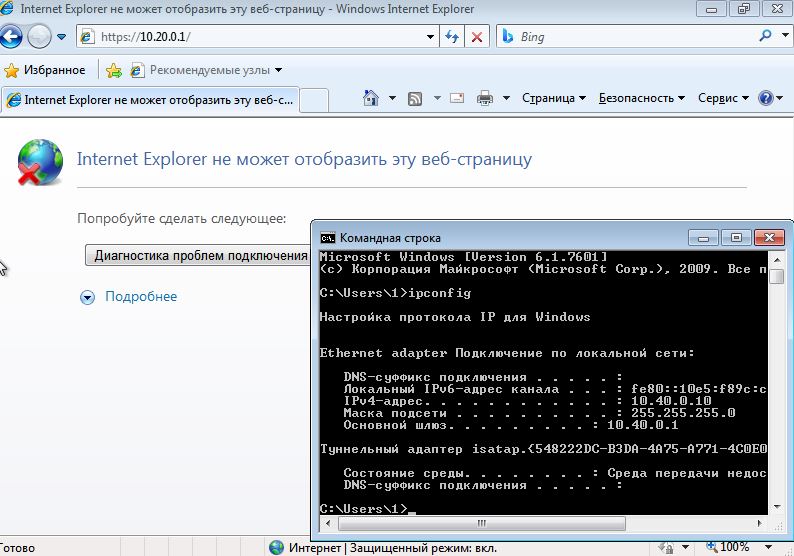 Internet Explorer не может отобразить эту веб-страницу - Windows Internet Explorer
https://10.20.0.1/
Bing
Избранное
Рекомендуемые узлы
Internet Explorer не может отобразить эту веб-с...
Страница
Безопасность
Сервис
Internet Explorer не может отобразить эту веб-страницу
Попробуйте сделать следующее:
Диагностика проблем подключения
Подробнее
Командная строка
Microsoft Windows [Version 6.1.7601]
(c) Корпорация Майкрософт (Microsoft Corp.), 2009. Все п
C:\Users\1>ipconfig
Настройка протокола IP для Windows
Ethernet adapter Подключение по локальной сети:
DNS-суффикс подключения . . . . . :
Локальный IPv6-адрес канала . . . : fe80::10e5:f89c:c
IPv4-адрес. . . . . . . . . . . . : 10.40.0.10
Маска подсети . . . . . . . . . . : 255.255.255.0
Основной шлюз. . . . . . . . . : 10.40.0.1
Туннельный адаптер isatap.{548222DC-B3DA-4A75-A771-4C0E0
Состояние среды. . . . . . . . : Среда передачи недос
DNS-суффикс подключения . . . . . :
C:\Users\1>_
Готово
Интернет | Защищенный режим: вкл.
100%